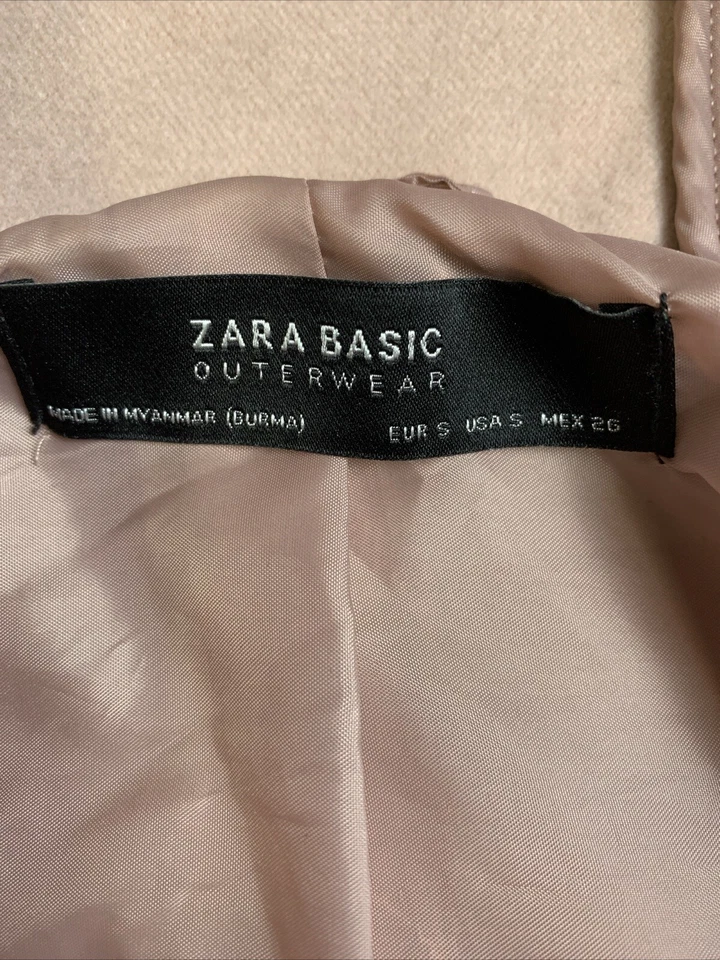 ZARA BASIC
OUTERWEAR
MADE IN MYANMAR (BURMA) EUR S USA S MEX 26